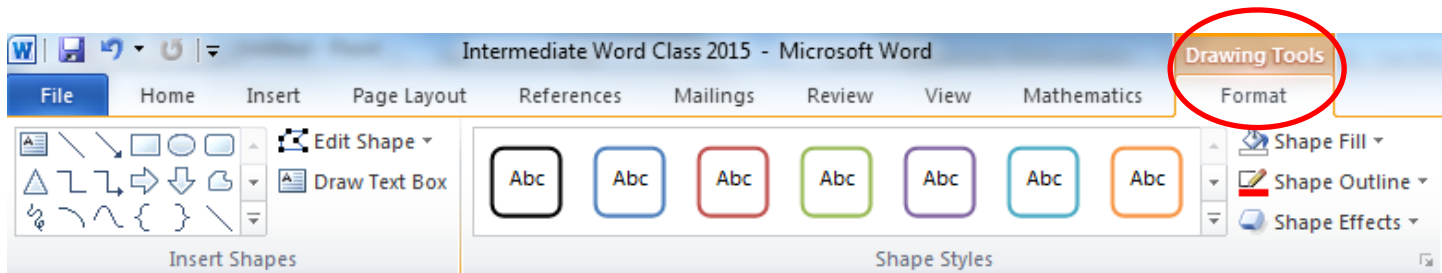 Intermediate Word Class 2015 - Microsoft Word
Drawing Tools
File Home Insert Page Layout References Mailings Review View Mathematics Format
Edit Shape
Draw Text Box
Abc Abc Abc Abc Abc Abc Abc
Shape Fill
Shape Outline
Shape Effects
Insert Shapes
Shape Styles